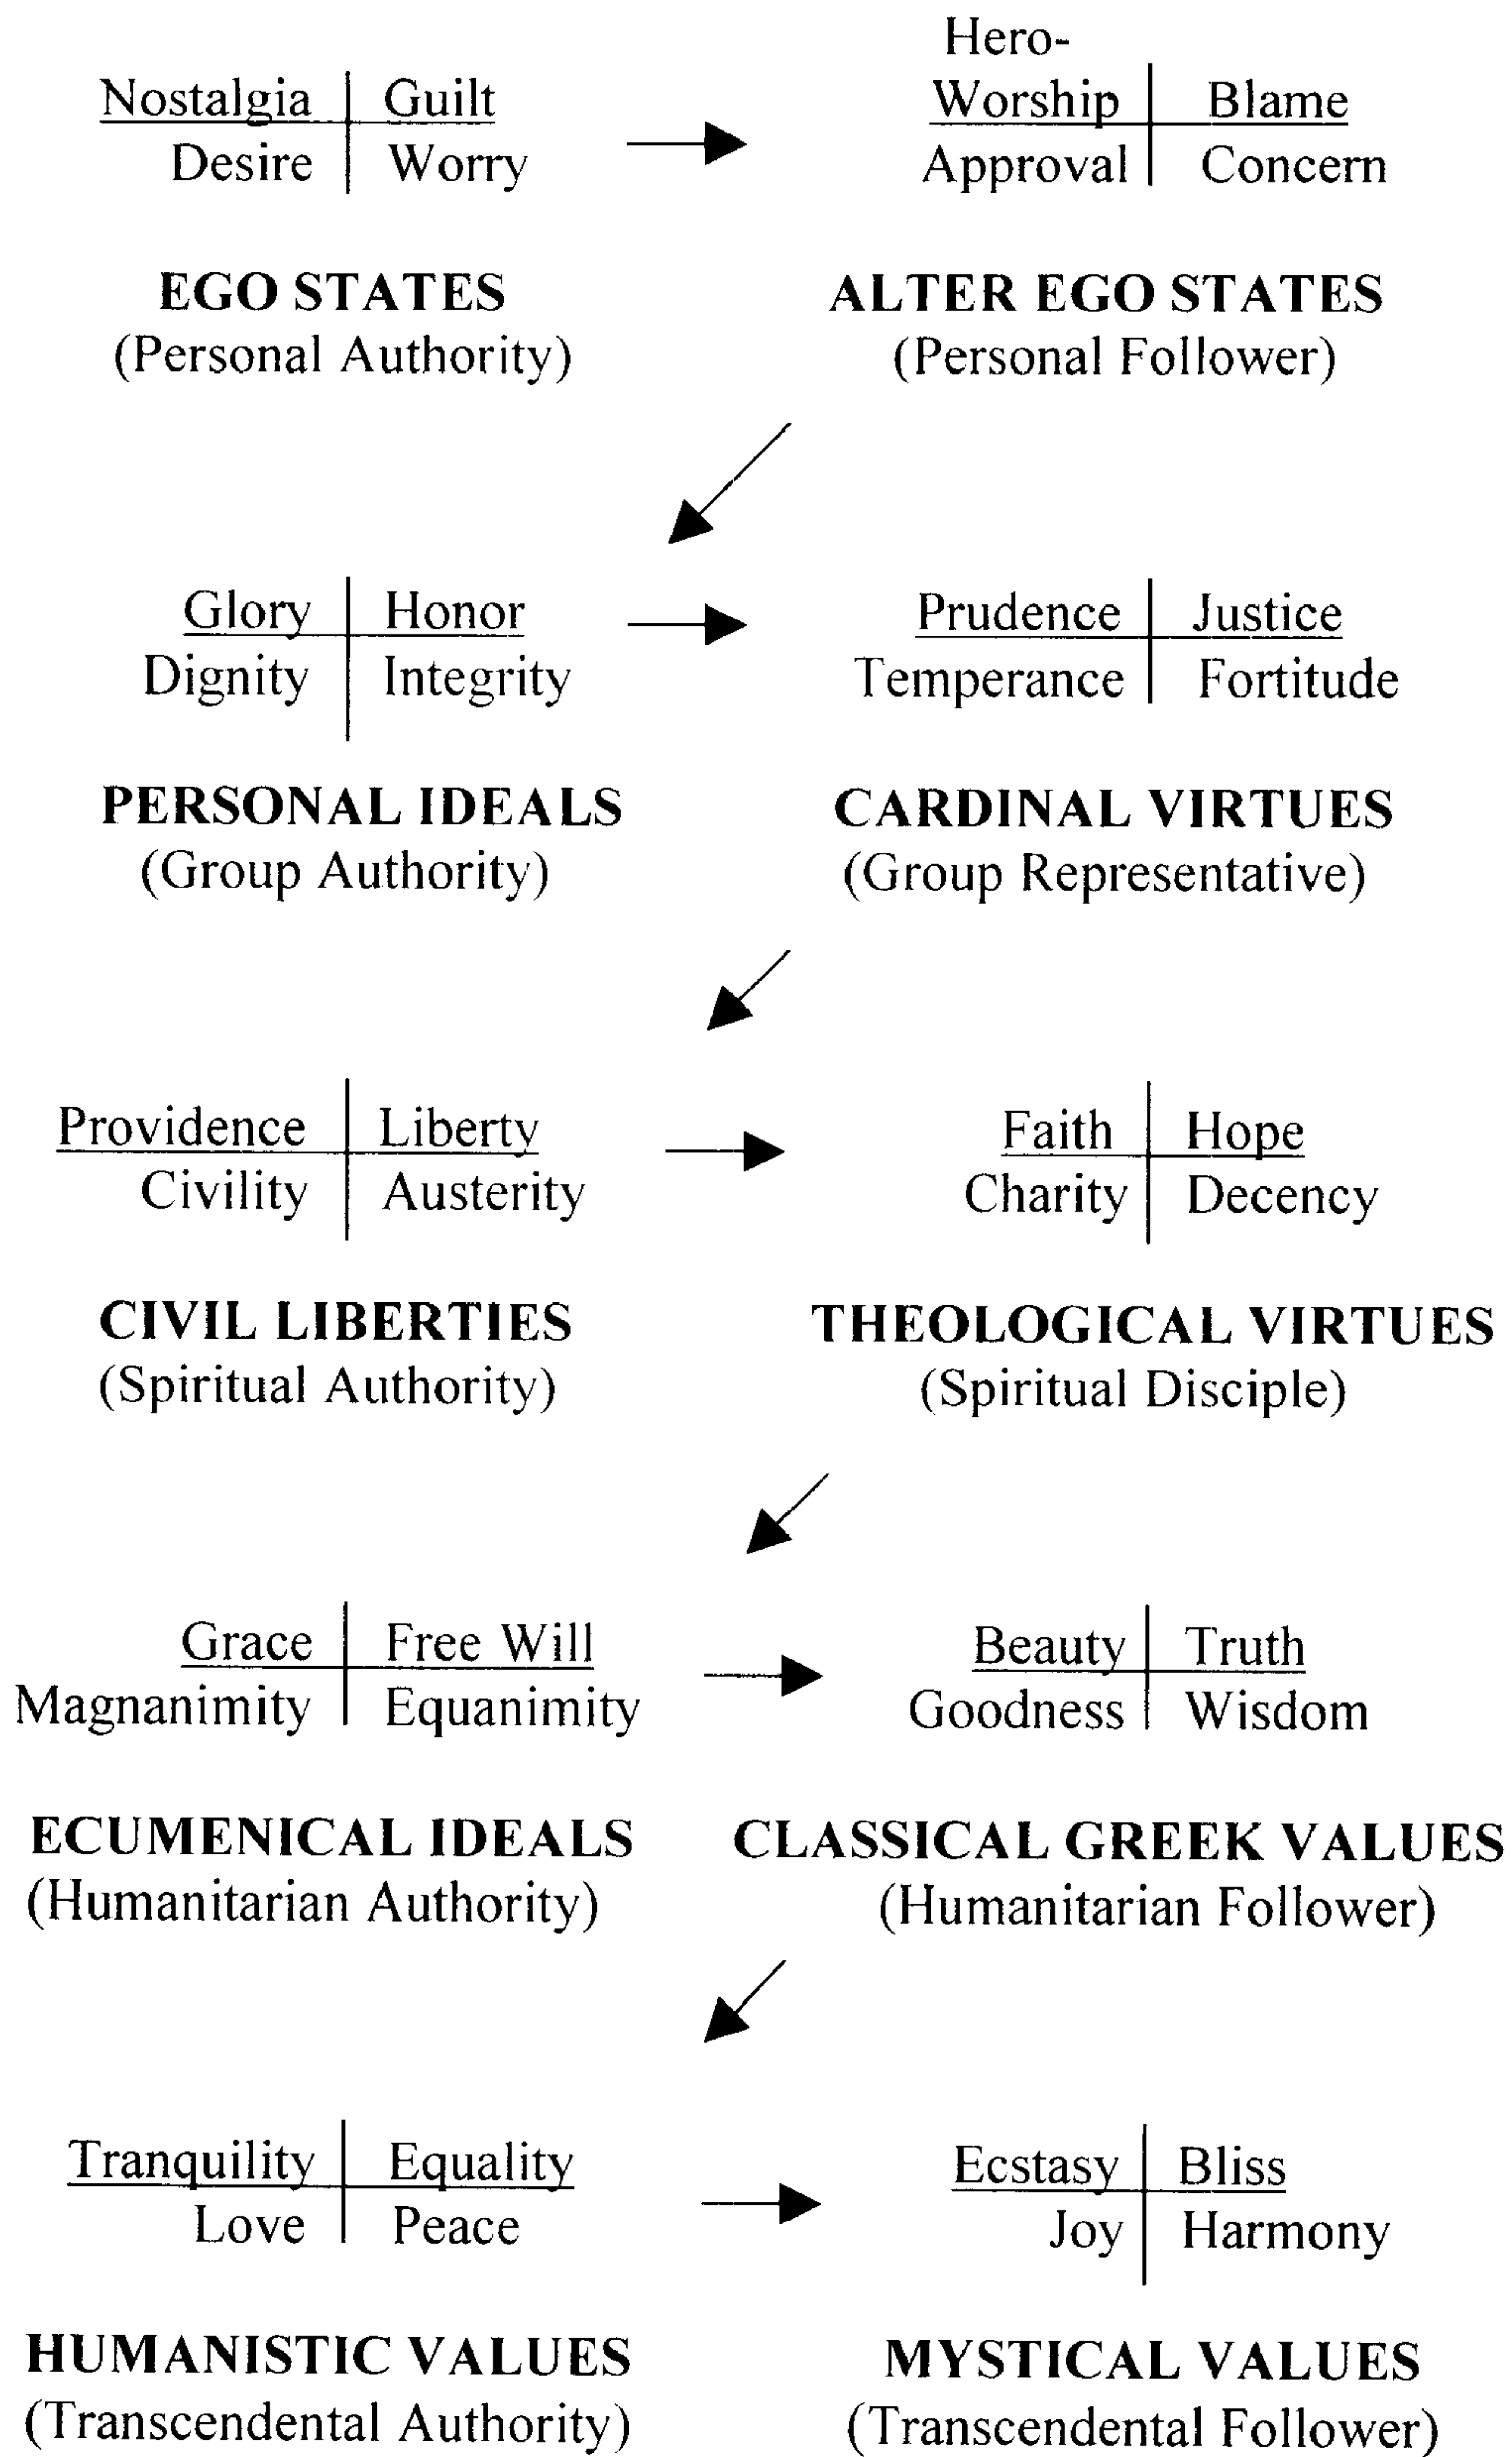 Hero-
Nostalgia Guilt Worship Blame
Desire Worry Approval Concern
EGO STATES ALTER EGO STATES
(Personal Authority) (Personal Follower)
Glory Honor Prudence Justice
Dignity Integrity Temperance Fortitude
PERSONAL IDEALS CARDINAL VIRTUES
(Group Authority) (Group Representative)
Providence Liberty Faith Hope
Civility Austerity Charity Decency
CIVIL LIBERTIES THEOLOGICAL VIRTUES
(Spiritual Authority) (Spiritual Disciple)
Grace Free Will Beauty Truth
Magnanimity Equanimity Goodness Wisdom
ECUMENICAL IDEALS CLASSICAL GREEK VALUES
(Humanitarian Authority) (Humanitarian Follower)
Tranquility Equality Ecstasy Bliss
Love Peace Joy Harmony
HUMANISTIC VALUES MYSTICAL VALUES
(Transcendental Authority) (Transcendental Follower)